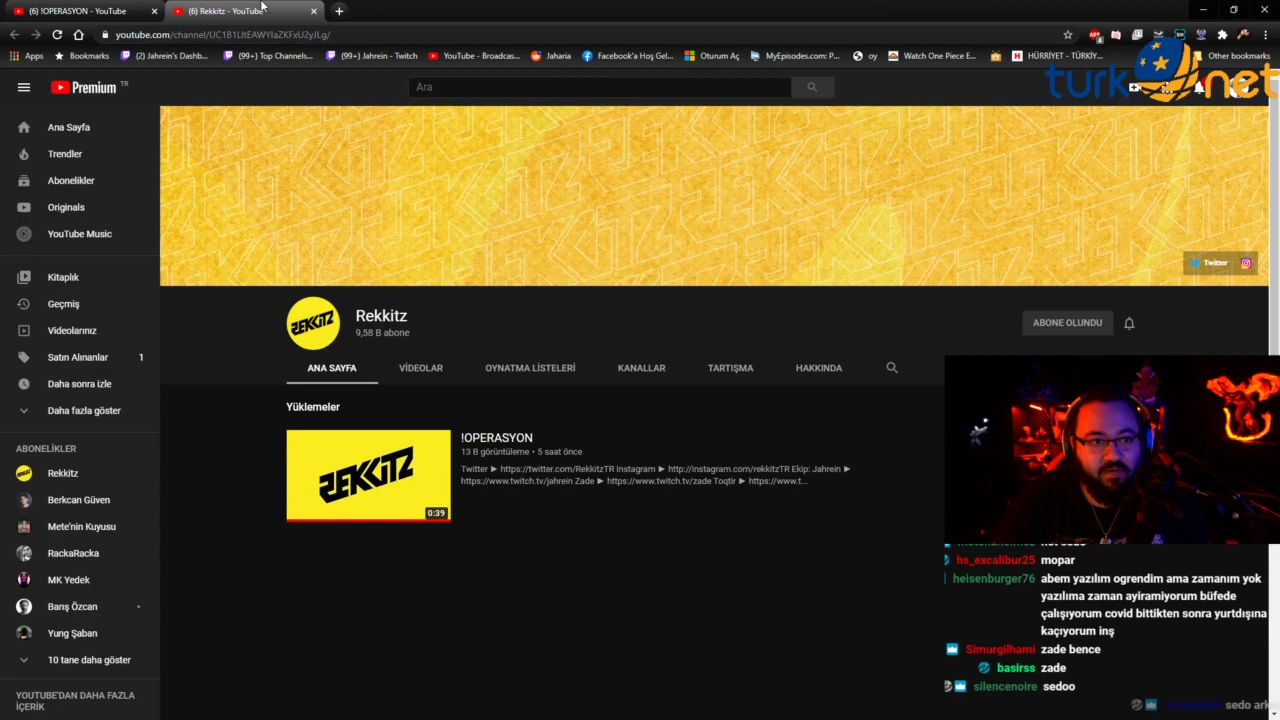 (6) !OPERASYON - YouTube
(6) Rekkitz - YouTube
youtube.com/channel/UC1B1LItEAWYIaZKFxU2yJLg/
Apps
Bookmarks
(2) Jahrein's Dashb...
(99+) Top Channels...
(99+) Jahrein - Twitch
YouTube - Broadcas...
Jaharia
Facebook'a Hoş Gel...
Oturum Aç
MyEpisodes.com: P...
oy
Watch One Piece E...
HÜRRİYET - TÜRKİY...
Other bookmarks
turk net
Premium TR
Ara
Ana Sayfa
Trendler
Abonelikler
Originals
YouTube Music
Kitaplık
Geçmiş
Videolarınız
Satın Alınanlar 1
Daha sonra izle
Daha fazla göster
ABONELİKLER
Rekkitz
Berkcan Güven
Mete'nin Kuyusu
RackaRacka
MK Yedek
Barış Özcan
Yung Şaban
10 tane daha göster
YOUTUBE'DAN DAHA FAZLA
İÇERİK
Twitter
REKKITZ
Rekkitz
9,58 B abone
ABONE OLUNDU
ANA SAYFA
VİDEOLAR
OYNATMA LİSTELERİ
KANALLAR
TARTIŞMA
HAKKINDA
Yüklemeler
REKKITZ
0:39
!OPERASYON
13 B görüntüleme • 5 saat önce
Twitter ► https://twitter.com/RekkitzTR Instagram ► http://instagram.com/rekkitzTR Ekip: Jahrein ►
https://www.twitch.tv/jahrein Zade ► https://www.twitch.tv/zade Toqtir ► https://www.t...
hs_excalibur25 mopar
heisenburger76 abem yazılım ogrendim ama zamanım yok
yazılıma zaman ayiramiyorum büfede
çalışıyorum covid bittikten sonra yurtdışına
kaçıyorum inş
Simurgilhami zade bence
basirss zade
silencenoire sedoo
sedo